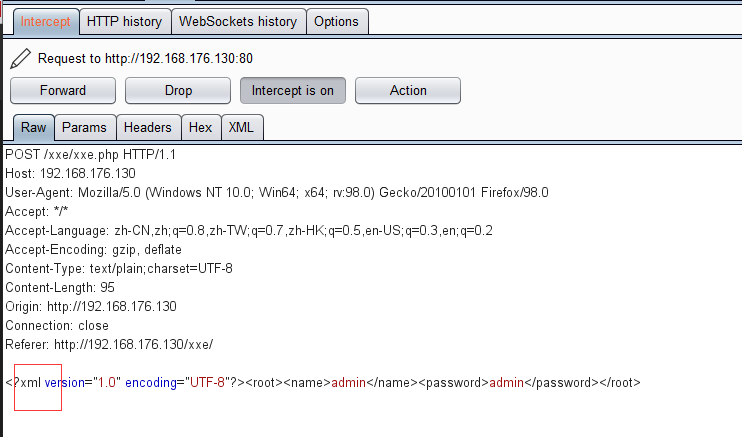 Intercept HTTP history WebSockets history Options
Request to http://192.168.176.130:80
Forward Drop Intercept is on Action
Raw Params Headers Hex XML
POST /xxe/xxe.php HTTP/1.1
Host: 192.168.176.130
User-Agent: Mozilla/5.0 (Windows NT 10.0; Win64; x64; rv:98.0) Gecko/20100101 Firefox/98.0
Accept: */*
Accept-Language: zh-CN,zh;q=0.8,zh-TW;q=0.7,zh-HK;q=0.5,en-US;q=0.3,en;q=0.2
Accept-Encoding: gzip, deflate
Content-Type: text/plain;charset=UTF-8
Content-Length: 95
Origin: http://192.168.176.130
Connection: close
Referer: http://192.168.176.130/xxe/
<?xml version="1.0" encoding="UTF-8"?><root><name>admin</name><password>admin</password></root>